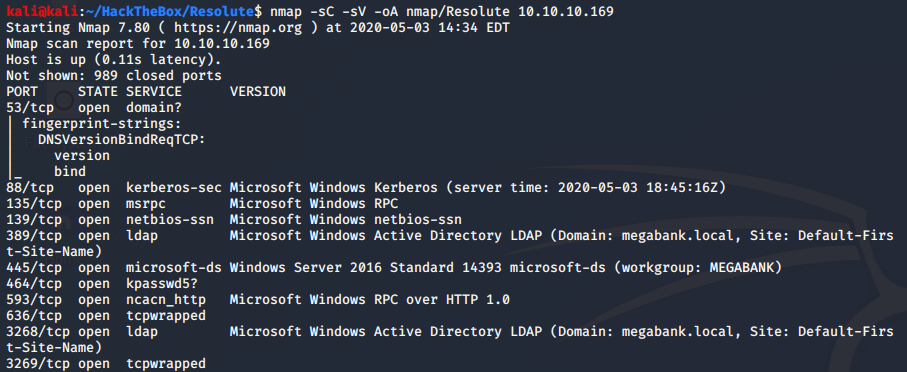 kali@kali:~/HackTheBox/Resolute$ nmap -sC -sV -oA nmap/Resolute 10.10.10.169
Starting Nmap 7.80 ( https://nmap.org ) at 2020-05-03 14:34 EDT
Nmap scan report for 10.10.10.169
Host is up (0.11s latency).
Not shown: 989 closed ports
PORT     STATE SERVICE      VERSION
53/tcp   open  domain?
| fingerprint-strings:
|   DNSVersionBindReqTCP:
|     version
|_    bind
88/tcp   open  kerberos-sec Microsoft Windows Kerberos (server time: 2020-05-03 18:45:16Z)
135/tcp  open  msrpc        Microsoft Windows RPC
139/tcp  open  netbios-ssn  Microsoft Windows netbios-ssn
389/tcp  open  ldap         Microsoft Windows Active Directory LDAP (Domain: megabank.local, Site: Default-Firs
t-Site-Name)
445/tcp  open  microsoft-ds Windows Server 2016 Standard 14393 microsoft-ds (workgroup: MEGABANK)
464/tcp  open  kpasswd5?
593/tcp  open  ncacn_http   Microsoft Windows RPC over HTTP 1.0
636/tcp  open  tcpwrapped
3268/tcp open  ldap         Microsoft Windows Active Directory LDAP (Domain: megabank.local, Site: Default-Firs
t-Site-Name)
3269/tcp open  tcpwrapped